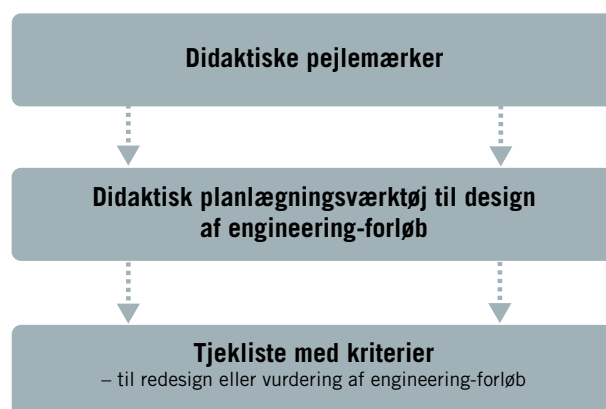 Didaktiske pejlemærker
Didaktisk planlægningsværktøj til design
af engineering-forløb
Tjekliste med kriterier
– til redesign eller vurdering af engineering-forløb